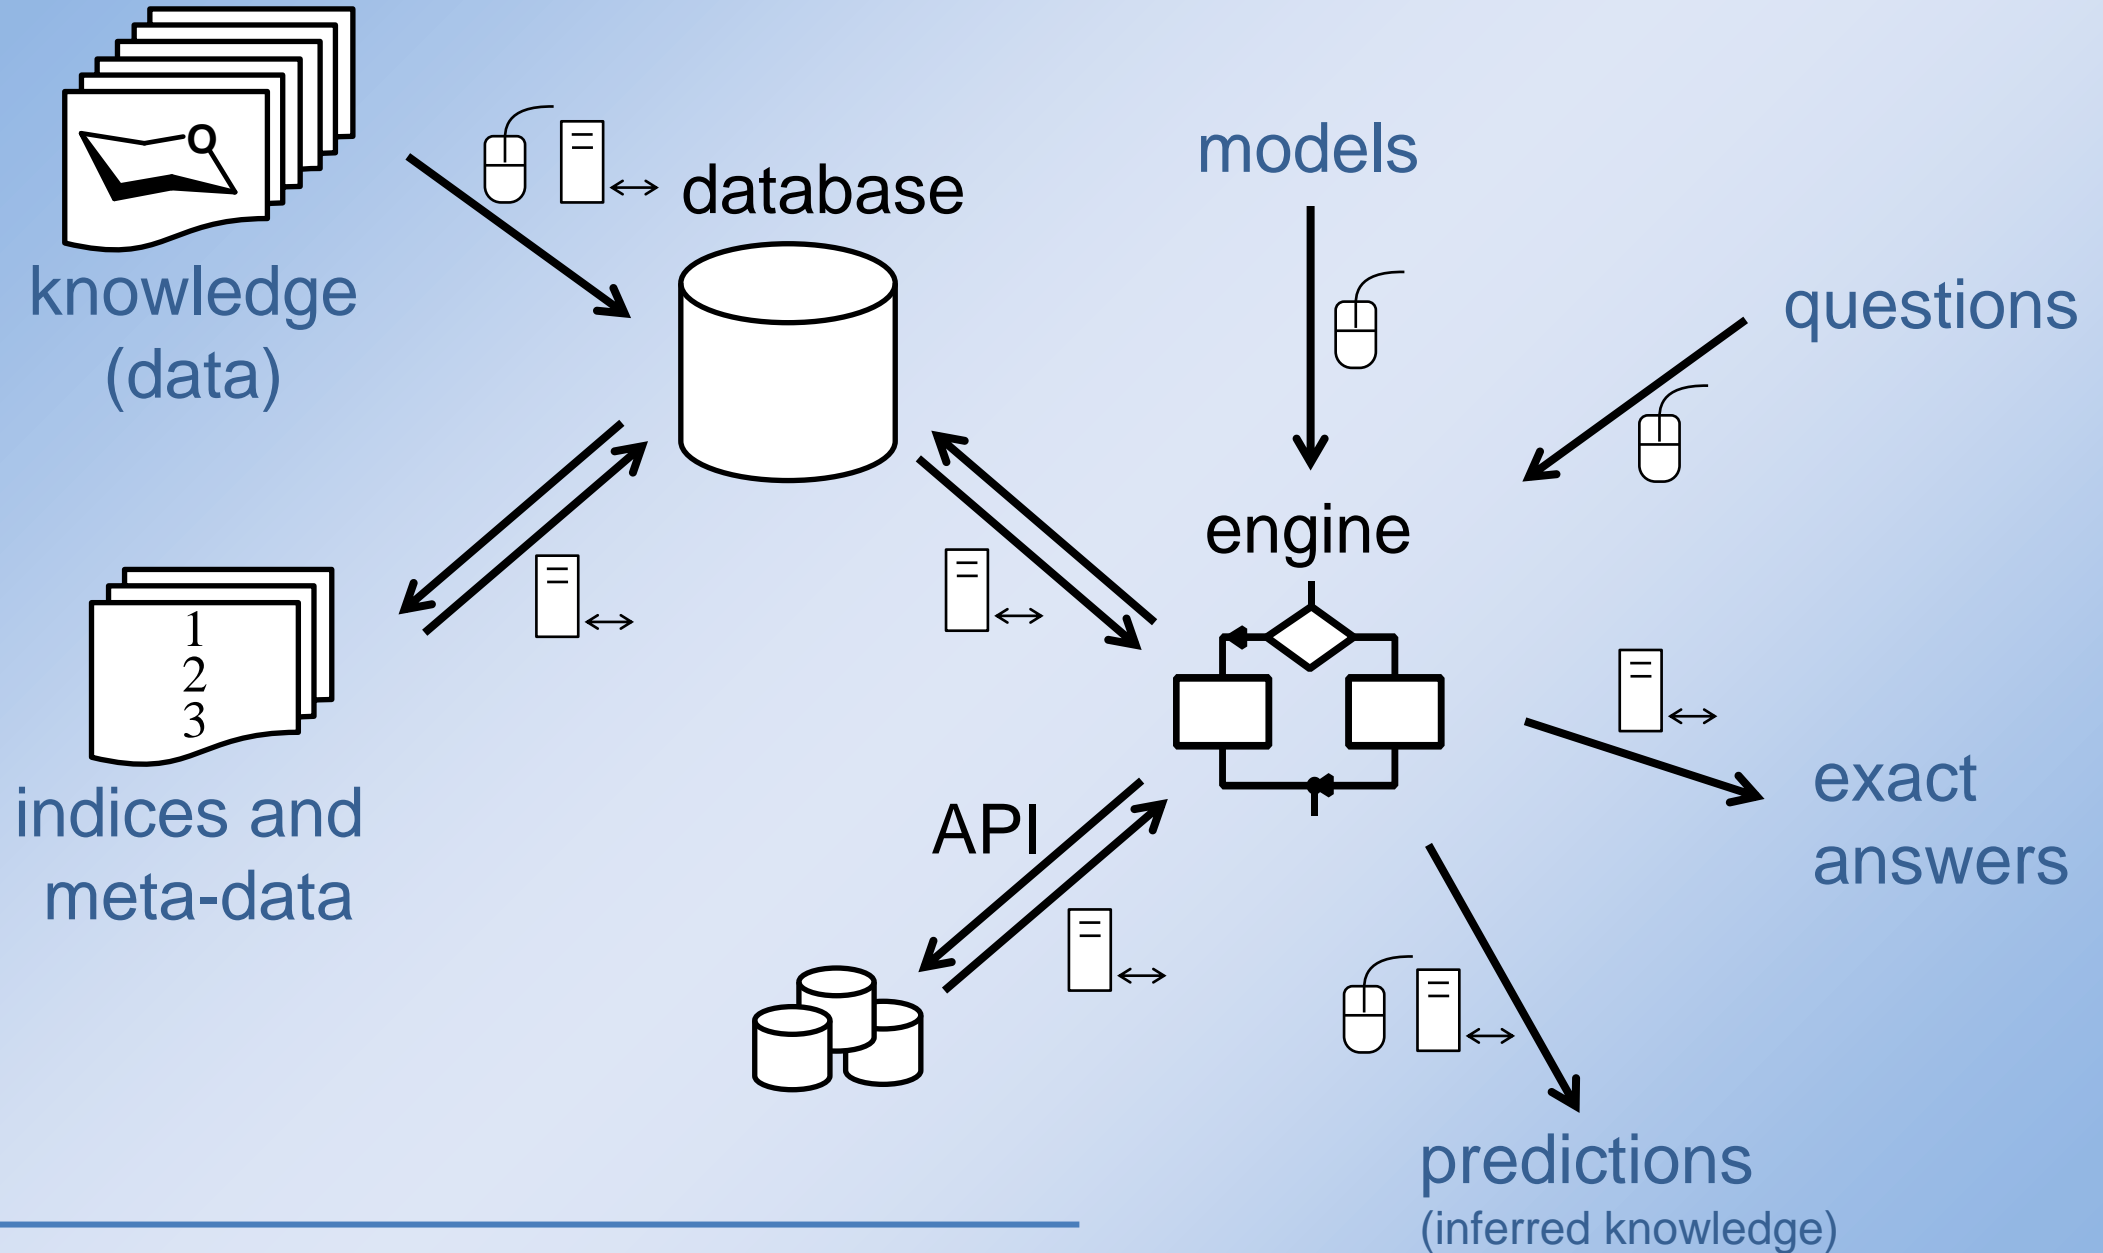 knowledge
(data)
database
models
questions
engine
1
2
3
indices and
meta-data
API
exact
answers
predictions
(inferred knowledge)